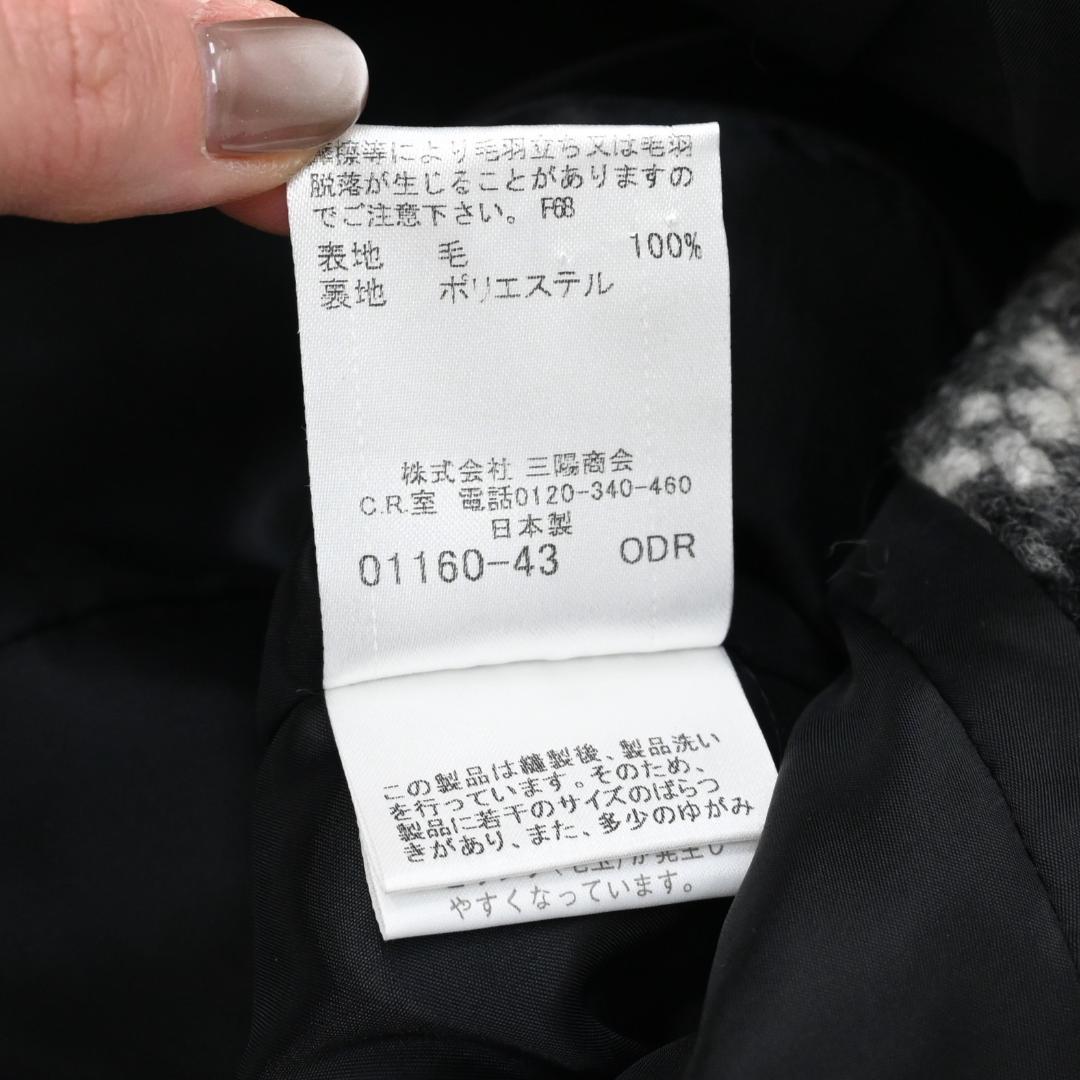 摩擦等により毛羽立ち又は毛羽
脱落が生じることがありますの
でご注意下さい。 F68
表地 毛 100%
裏地 ポリエステル
株式会社 三陽商会
C.R.室 電話0120-340-460
日本製
01160-43 ODR
この製品は縫製後、製品洗い
を行っています。そのため、
製品に若干のサイズのばらつ
きがあり、また、多少のゆがみ
(毛玉)が発生し
やすくなっています。